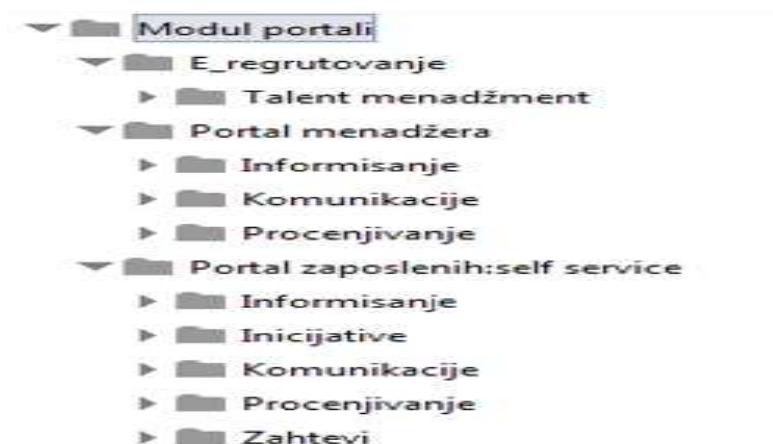 Modul portali
E_regrutovanje
Talent menadžment
Portal menadžera
Informisanje
Komunikacije
Procenjivanje
Portal zaposlenih:self service
Informisanje
Inicijative
Komunikacije
Procenjivanje
Zahtevi